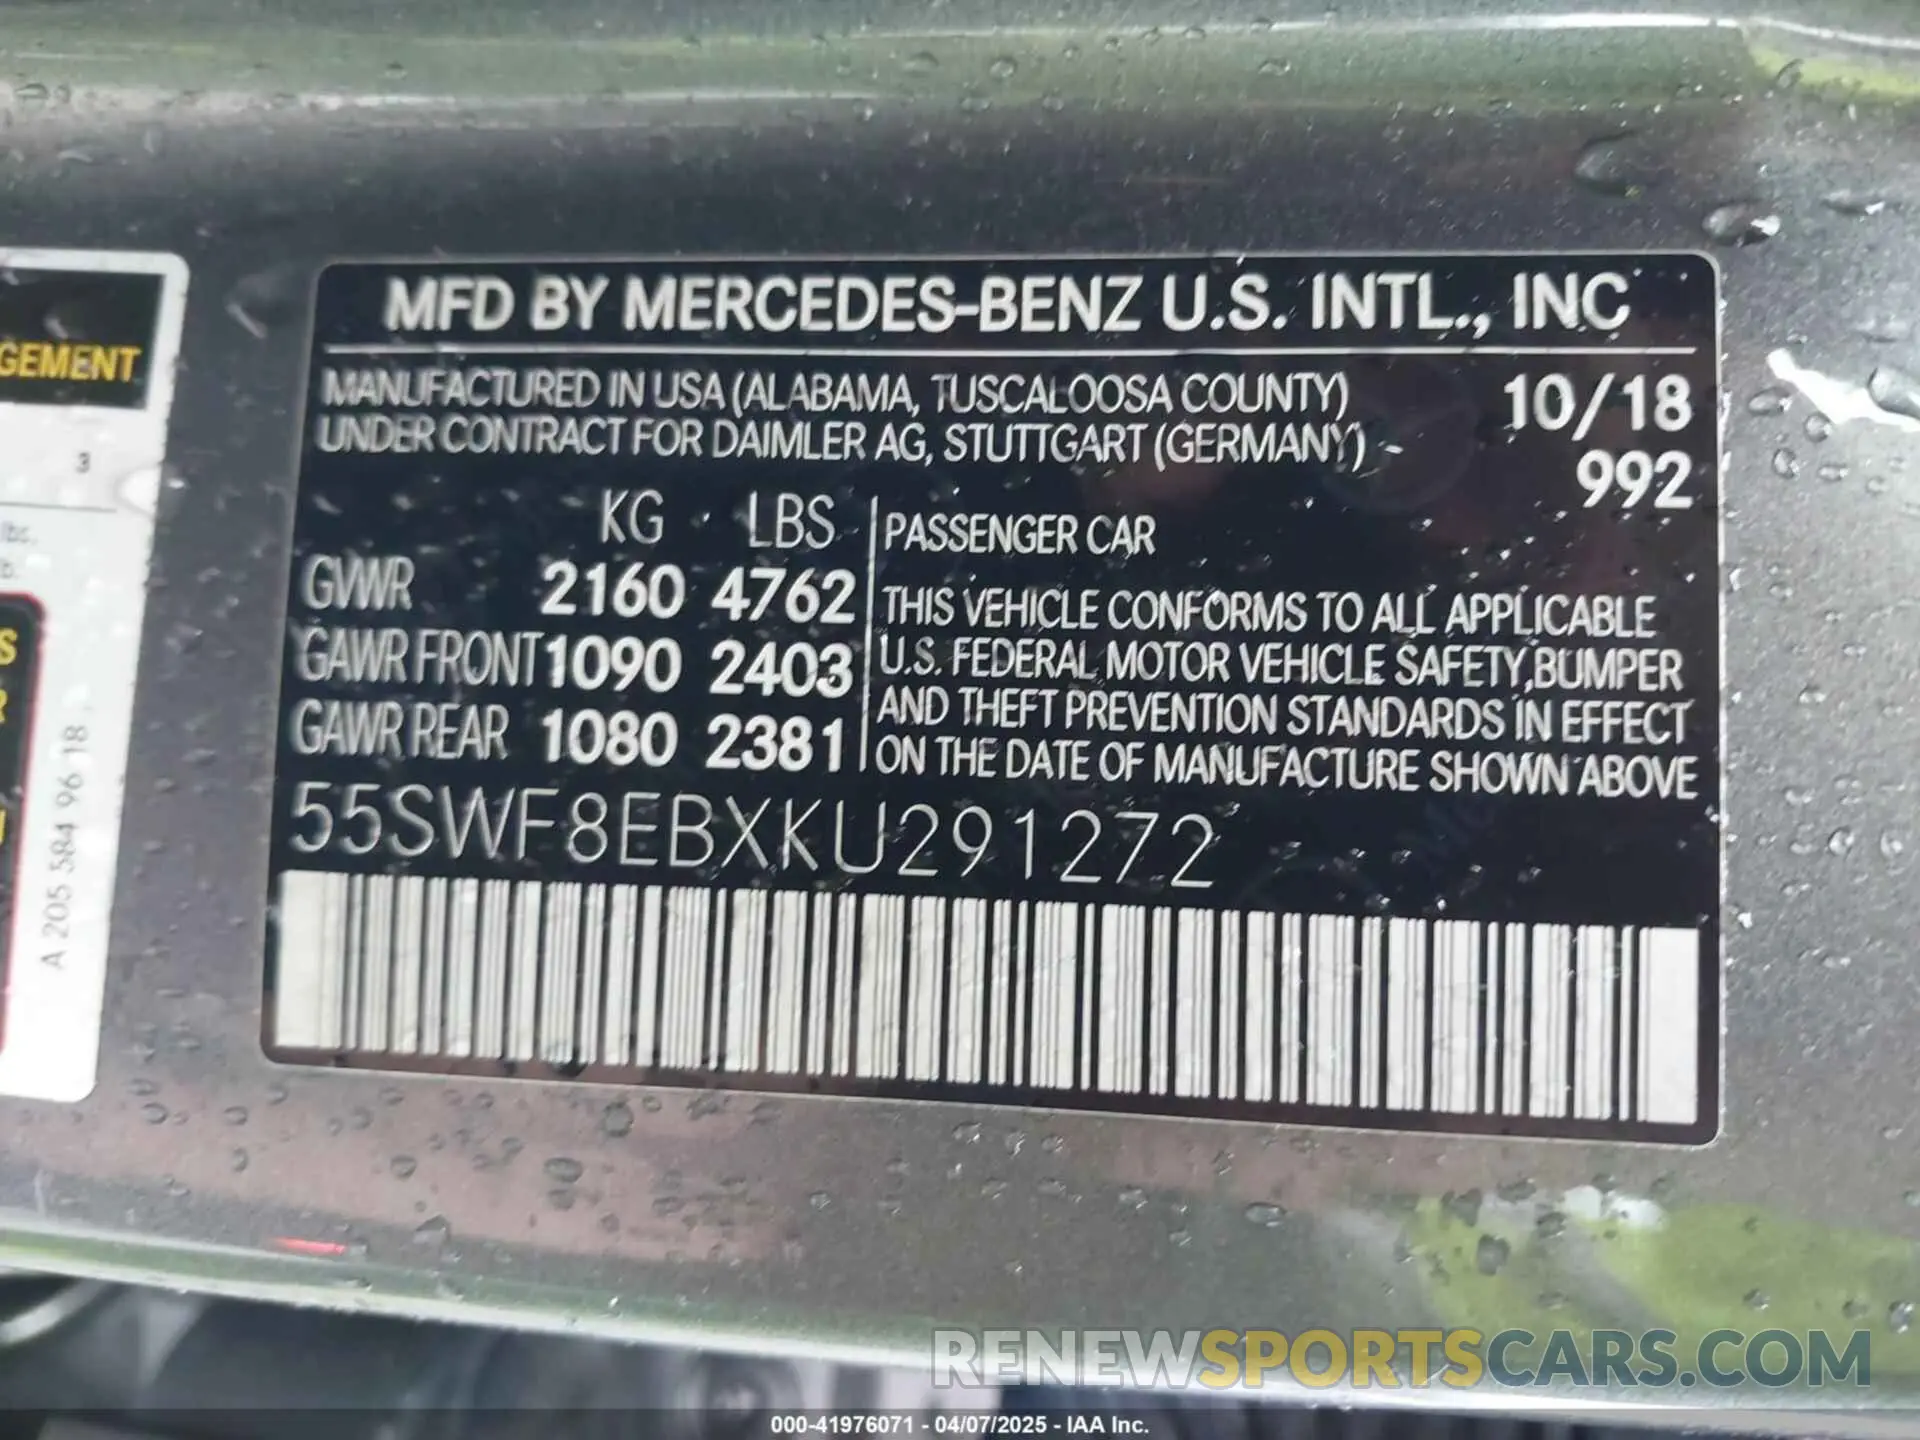 MFD BY MERCEDES-BENZ U.S. INTL., INC
MANUFACTURED IN USA (ALABAMA, TUSCALOOSA COUNTY) 10/18
UNDER CONTRACT FOR DAIMLER AG, STUTTGART (GERMANY) - 992
KG LBS
GVWR 2160 4762
GAWR FRONT 1090 2403
GAWR REAR 1080 2381
PASSENGER CAR
THIS VEHICLE CONFORMS TO ALL APPLICABLE
U.S. FEDERAL MOTOR VEHICLE SAFETY, BUMPER
AND THEFT PREVENTION STANDARDS IN EFFECT
ON THE DATE OF MANUFACTURE SHOWN ABOVE
55SWF8EBXKU291272
GEMENT
3
lbs.
A 205 584 96 18
RENEWSPORTSCARS.COM
000-41976071 - 04/07/2025 - IAA Inc.